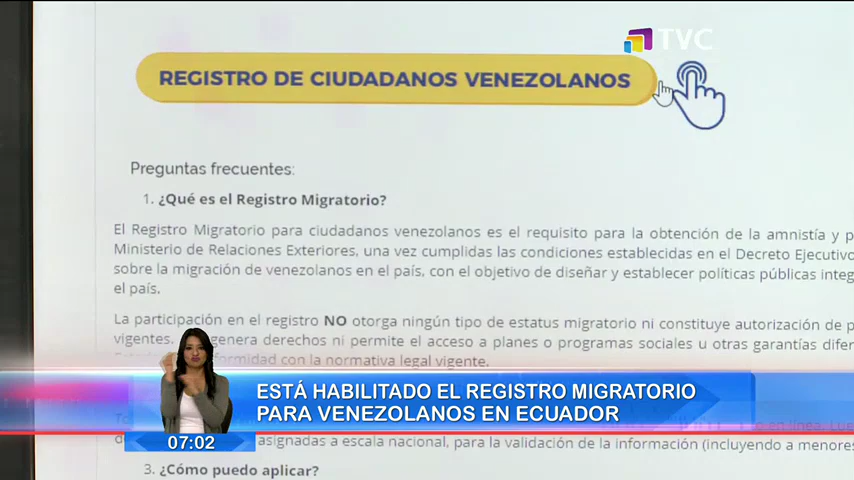 TVC
REGISTRO DE CIUDADANOS VENEZOLANOS
Preguntas frecuentes:
1. ¿Qué es el Registro Migratorio?
El Registro Migratorio para ciudadanos venezolanos es el requisito para la obtención de la amnistía y
Ministerio de Relaciones Exteriores, una vez cumplidas las condiciones establecidas en el Decreto Ejecutivo
sobre la migración de venezolanos en el país, con el objetivo de diseñar y establecer políticas públicas
el país.
La participación en el registro NO otorga ningún tipo de estatus migratorio ni constituye autorización de
vigentes. genera derechos ni permite el acceso a planes o programas sociales u otras garantías
con la normativa legal vigente.
ESTÁ HABILITADO EL REGISTRO MIGRATORIO
PARA VENEZOLANOS EN ECUADOR
en línea.
07:02
asignadas a escala nacional, para la validación de la información (incluyendo a menores
3. ¿Cómo puedo aplicar?